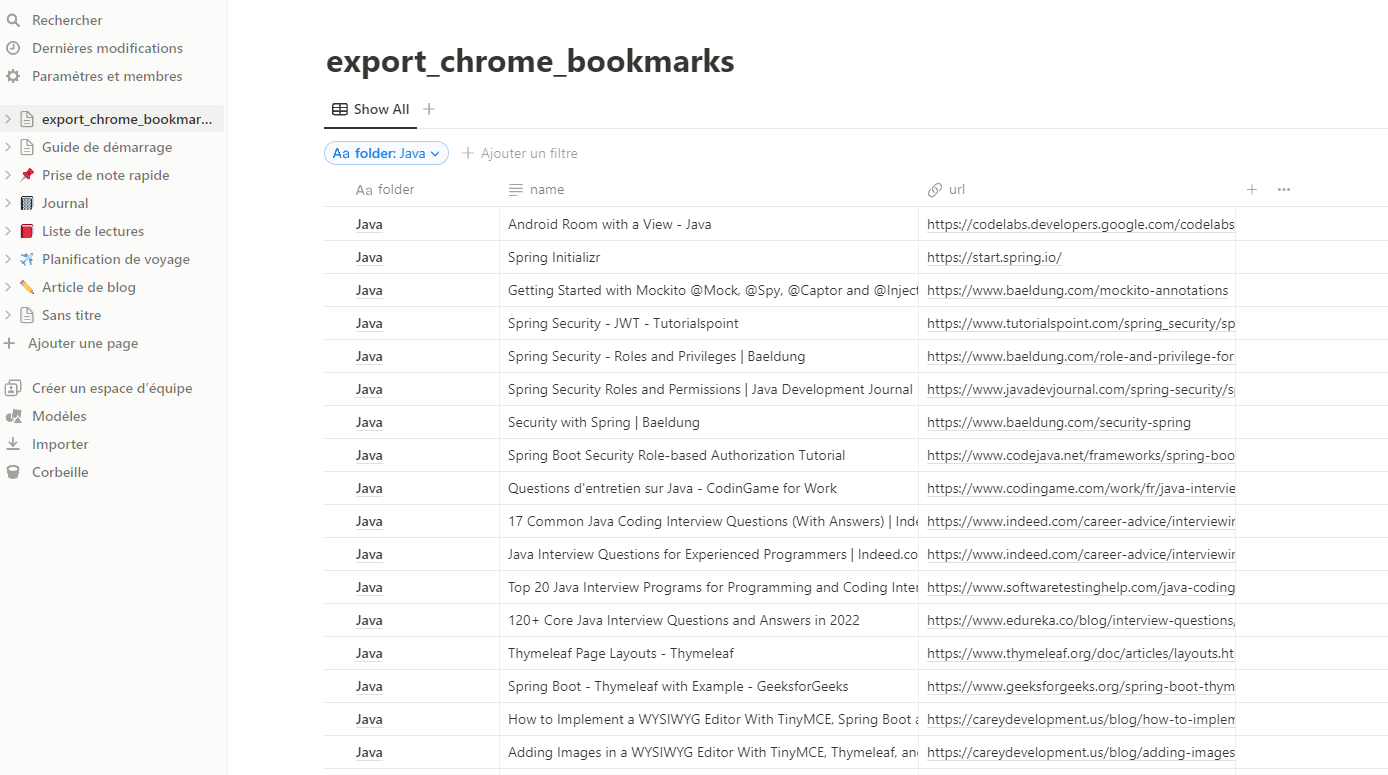 Rechercher
Dernières modifications
Paramètres et membres
export_chrome_bookmar...
Guide de démarrage
Prise de note rapide
Journal
Liste de lectures
Planification de voyage
Article de blog
Sans titre
Ajouter une page
Créer un espace d’équipe
Modèles
Importer
Corbeille
export_chrome_bookmarks
Show All
Aa folder: Java
Ajouter un filtre
Aa folder name url
Java Android Room with a View - Java https://codelabs.developers.google.com/codelabs
Java Spring Initializr https://start.spring.io/
Java Getting Started with Mockito @Mock, @Spy, @Captor and @Inject https://www.baeldung.com/mockito-annotations
Java Spring Security - JWT - Tutorialspoint https://www.tutorialspoint.com/spring_security/sp
Java Spring Security - Roles and Privileges | Baeldung https://www.baeldung.com/role-and-privilege-for
Java Spring Security Roles and Permissions | Java Development Journal https://www.javadevjournal.com/spring-security/s
Java Security with Spring | Baeldung https://www.baeldung.com/security-spring
Java Spring Boot Security Role-based Authorization Tutorial https://www.codejava.net/frameworks/spring-boo
Java Questions d'entretien sur Java - CodinGame for Work https://www.codingame.com/work/fr/java-intervie
Java 17 Common Java Coding Interview Questions (With Answers) | Inde https://www.indeed.com/career-advice/interviewin
Java Java Interview Questions for Experienced Programmers | Indeed.co https://www.indeed.com/career-advice/interviewin
Java Top 20 Java Interview Programs for Programming and Coding Inter https://www.softwaretestinghelp.com/java-coding
Java 120+ Core Java Interview Questions and Answers in 2022 https://www.edureka.co/blog/interview-questions/
Java Thymeleaf Page Layouts - Thymeleaf https://www.thymeleaf.org/doc/articles/layouts.ht
Java Spring Boot - Thymeleaf with Example - GeeksforGeeks https://www.geeksforgeeks.org/spring-boot-thym
Java How to Implement a WYSIWYG Editor With TinyMCE, Spring Boot a https://careydevelopment.us/blog/how-to-implem
Java Adding Images in a WYSIWYG Editor With TinyMCE, Thymeleaf, an https://careydevelopment.us/blog/adding-images